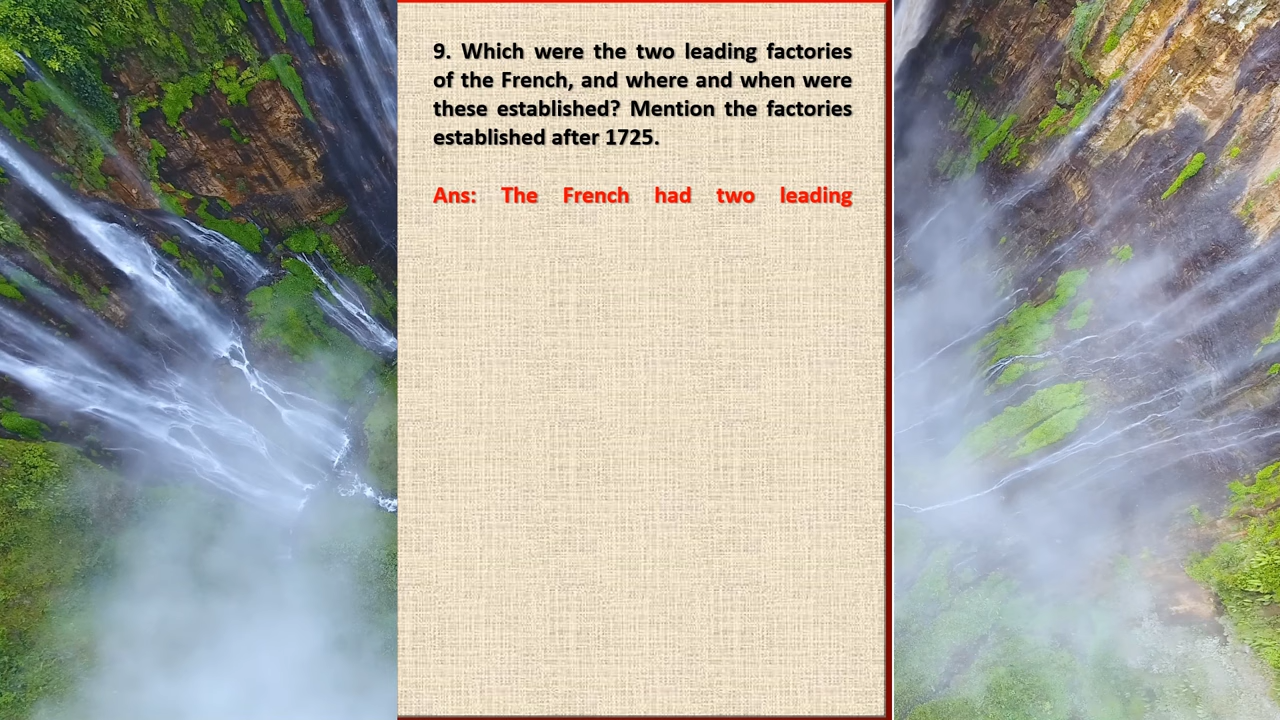 9. Which were the two leading factories
of the French, and where and when were
these established? Mention the factories
established after 1725.
Ans: The French had two leading